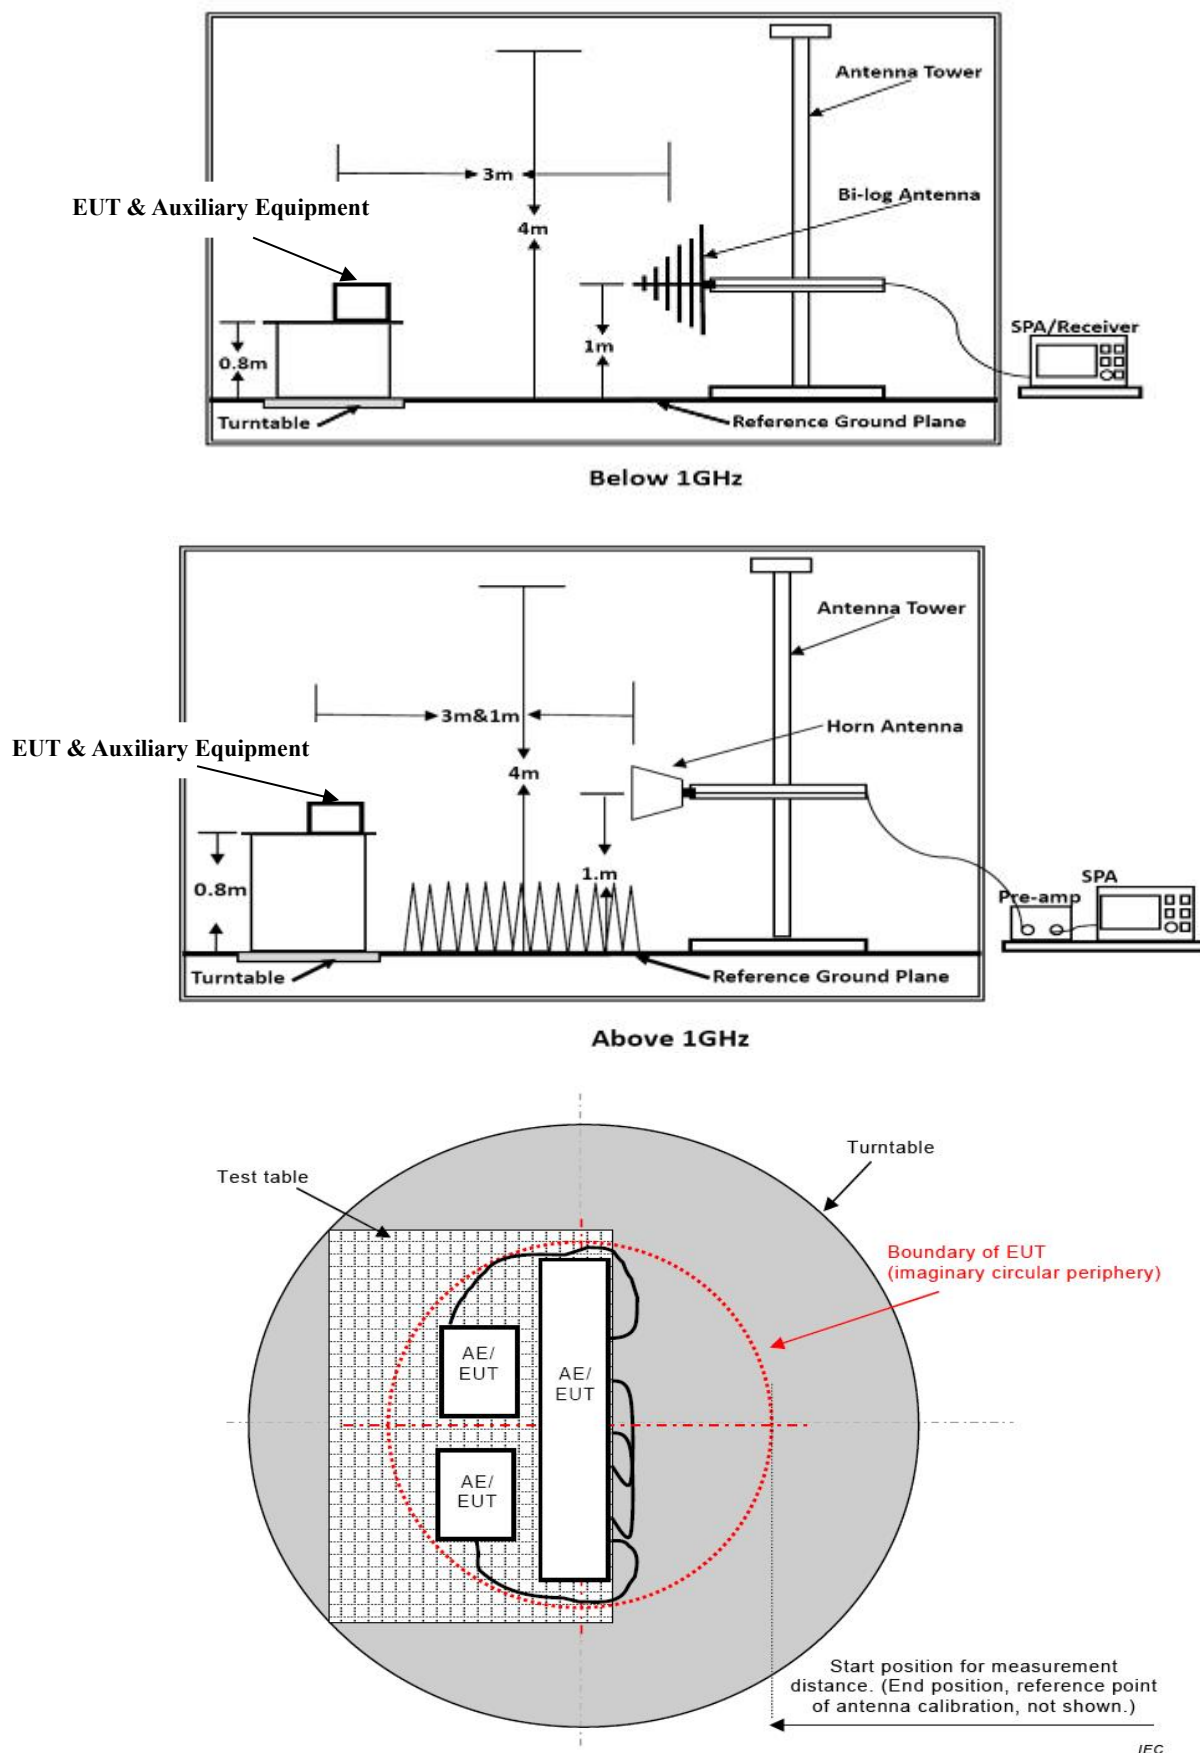 Antenna Tower
3m
Bi-log Antenna
EUT & Auxiliary Equipment
4m
SPA/Receiver
1m
0.8m
Turntable
Reference Ground Plane
Below 1GHz
Antenna Tower
3m&1m
Horn Antenna
EUT & Auxiliary Equipment
4m
1.m
SPA
0.8m
Pre-amp
Turntable
Reference Ground Plane
Above 1GHz
Turntable
Test table
Boundary of EUT
(imaginary circular periphery)
AE/
EUT
AE/
EUT
AE/
EUT
Start position for measurement
distance. (End position, reference point
of antenna calibration, not shown.)
IEC